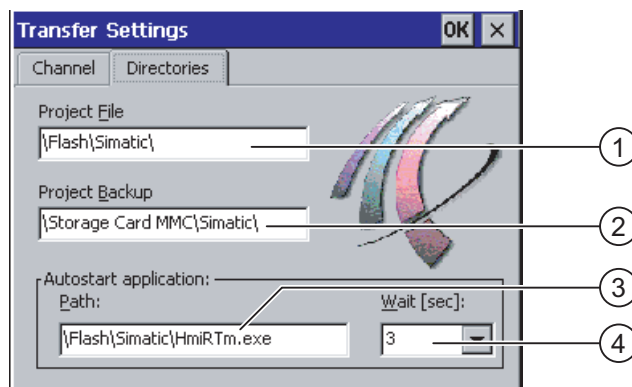 Transfer Settings OK ×
Channel Directories
Project File
\Flash\Simatic\
1
Project Backup
\Storage Card MMC\Simatic\
2
Autostart application:
3
Path: Wait [sec]:
\Flash\Simatic\HmiRTm.exe 3
4